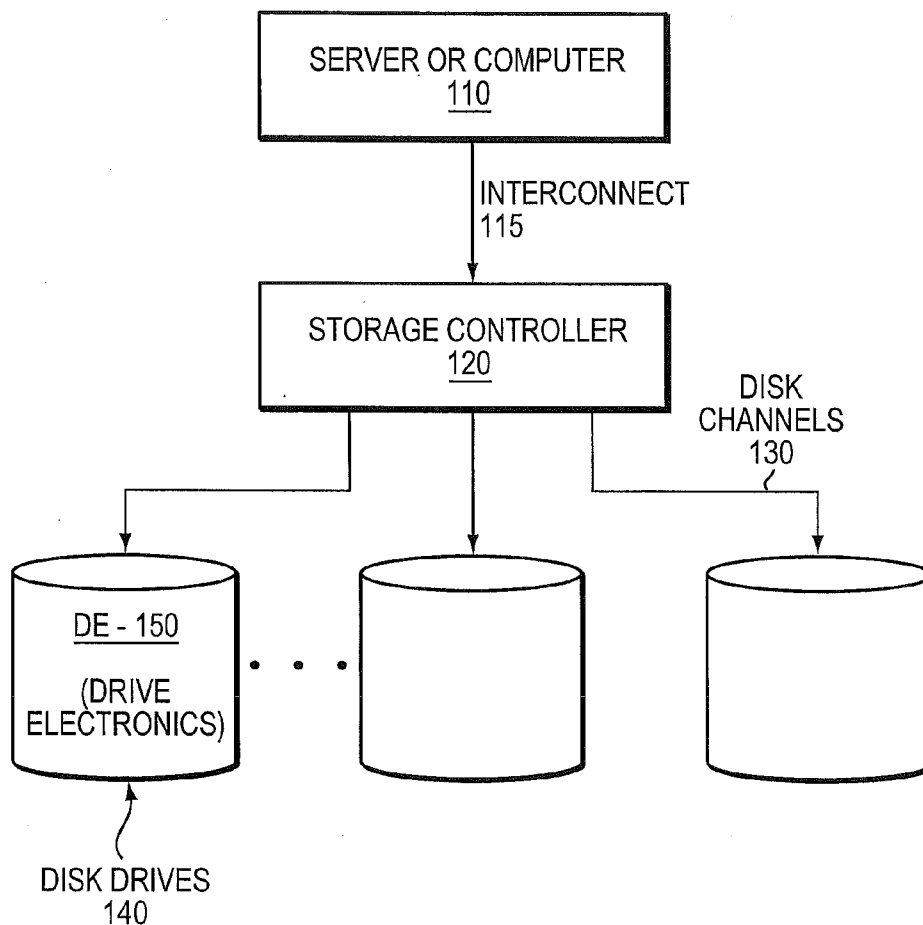 SERVER OR COMPUTER
110
INTERCONNECT
115
STORAGE CONTROLLER
120
DISK
CHANNELS
130
DE - 150
(DRIVE
ELECTRONICS)
DISK DRIVES
140